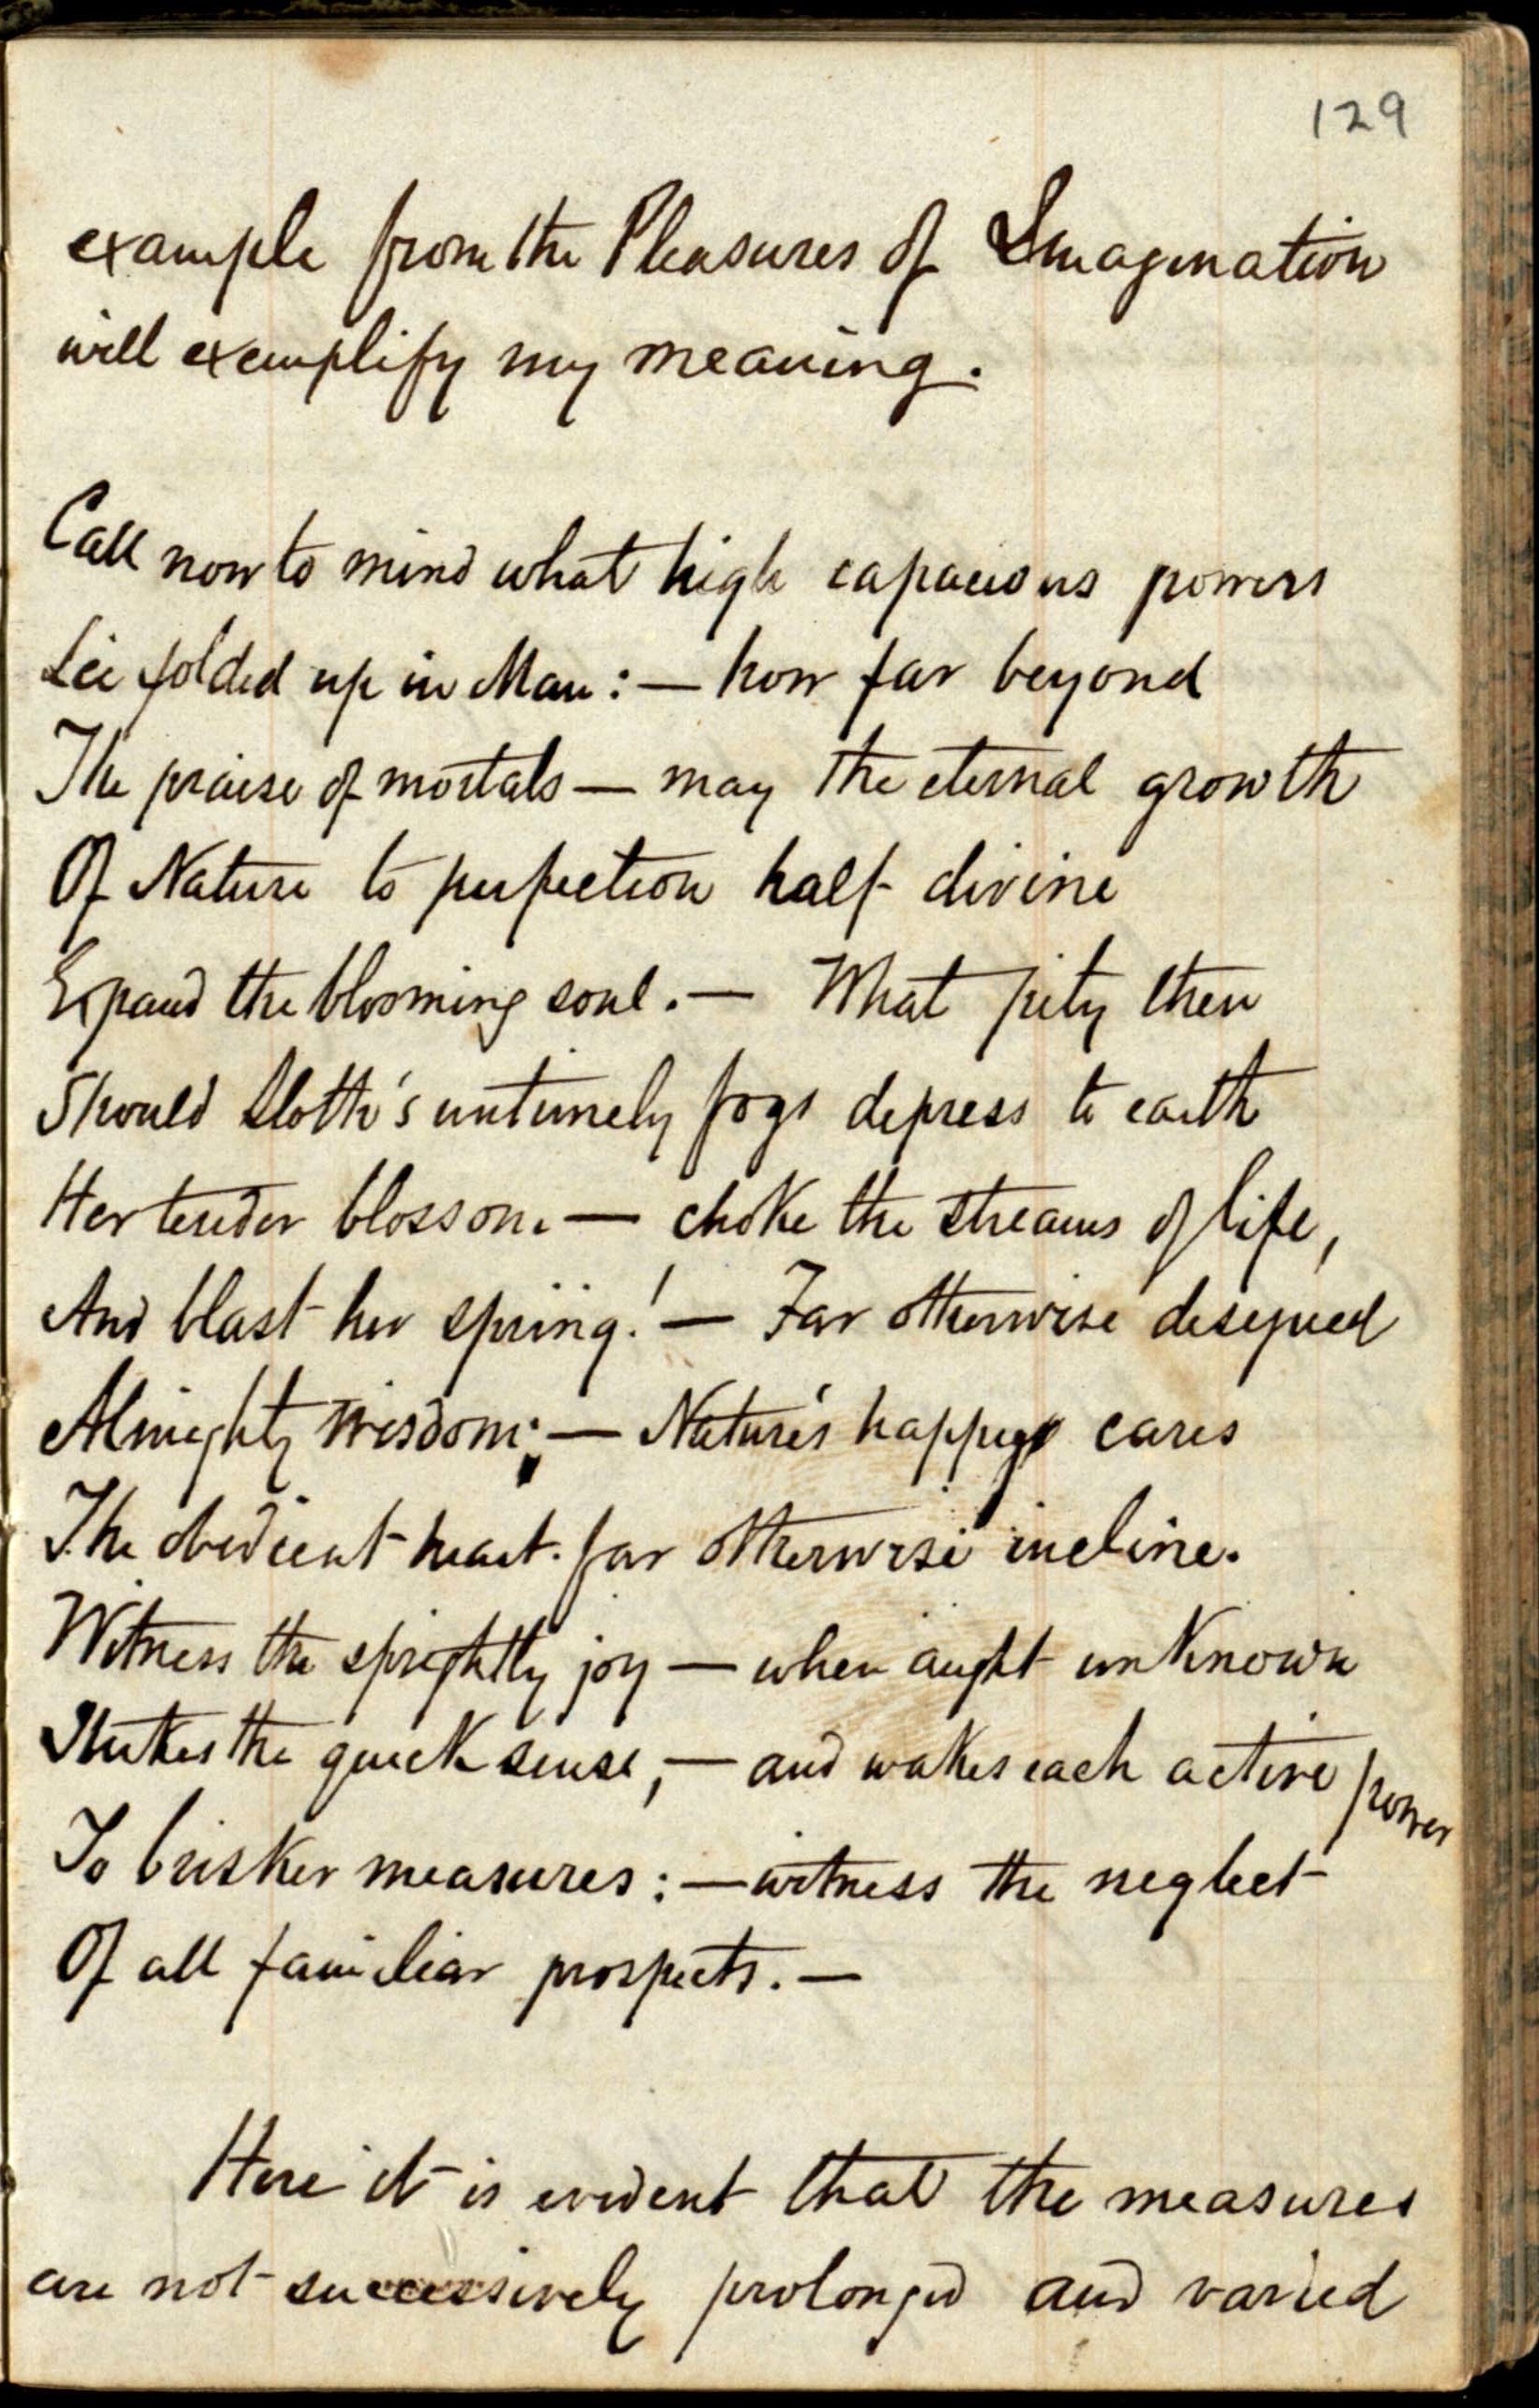 129
example from the Pleasures of Imagination
will exemplify my meaning.
Call now to mind what high capacious powers
Lie folded up in Man :— how far beyond
The praise of mortals — may the eternal growth
Of Nature to perfection half divine
Expand the blooming soul. — What pity then
Should Sloth's untimely fogs depress to earth
Her tender blossom — choke the streams of life,
And blast her spring! — Far otherwise designed
Almighty Wisdom; — Nature's happy cares
The obedient heart far otherwise incline.
Witness the sprightly joy — when aught unknown
Strikes the quick sense, — and wakes each active power
To brisker measures : — witness the neglect
Of all familiar prospects. —
Here it is evident that the measures
are not successively prolonged and varied